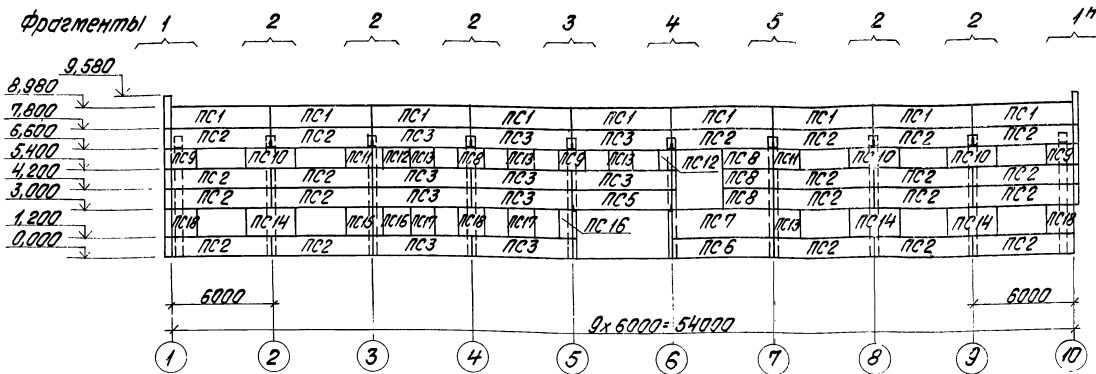 Фрагменты 1 2 2 2 3 4 5 2 2 1н
9,580
8,980
7,800
6,600
5,400
4,200
3,000
1,200
0,000
ПС1 ПС1 ПС1 ПС1 ПС1 ПС1 ПС1 ПС1 ПС1
ПС2 ПС2 ПС3 ПС3 ПС3 ПС2 ПС2 ПС2 ПС2
ПС9 ПС10 ПС11 ПС12 ПС13 ПС8 ПС13 ПС9 ПС13 ПС12 ПС8 ПС11 ПС10 ПС10 ПС9
ПС2 ПС2 ПС3 ПС3 ПС3 ПС8 ПС2 ПС2 ПС2
ПС2 ПС2 ПС3 ПС3 ПС5 ПС8 ПС2 ПС2 ПС2
ПС18 ПС14 ПС15 ПС16 ПС17 ПС18 ПС17 ПС16 ПС7 ПС13 ПС14 ПС14 ПС18
ПС2 ПС2 ПС3 ПС3 ПС6 ПС2 ПС2 ПС2
6000 6000
9х6000=54000
1 2 3 4 5 6 7 8 9 10